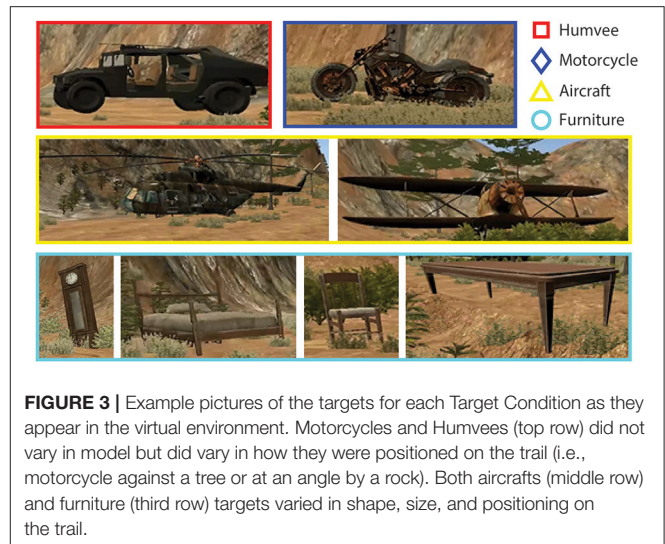 Humvee
Motorcycle
Aircraft
Furniture
FIGURE 3 | Example pictures of the targets for each Target Condition as they
appear in the virtual environment. Motorcycles and Humvees (top row) did not
vary in model but did vary in how they were positioned on the trail (i.e.,
motorcycle against a tree or at an angle by a rock). Both aircrafts (middle row)
and furniture (third row) targets varied in shape, size, and positioning on
the trail.